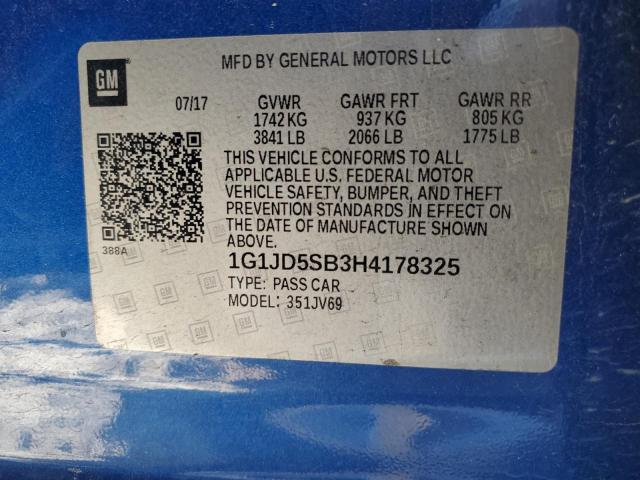 GM
MFD BY GENERAL MOTORS LLC
07/17 GVWR GAWR FRT GAWR RR
1742 KG 937 KG 805 KG
3841 LB 2066 LB 1775 LB
THIS VEHICLE CONFORMS TO ALL
APPLICABLE U.S. FEDERAL MOTOR
VEHICLE SAFETY, BUMPER, AND THEFT
PREVENTION STANDARDS IN EFFECT ON
THE DATE OF MANUFACTURE SHOWN
ABOVE.
388A
1G1JD5SB3H4178325
TYPE: PASS CAR
MODEL: 351JV69